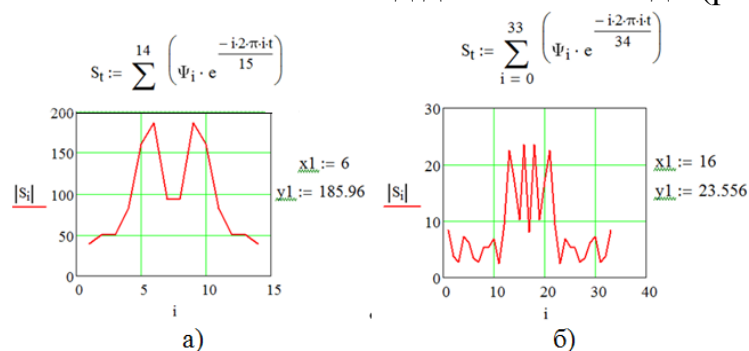 S_t := 14 ∑ (Ψ_i · e^(−i·2·π·i·t / 15))
200
150
100
50
0
|S_i|
0 5 10 15
i
x1 := 6
y1 := 185.96
а)
S_t := 33 ∑ i = 0 (Ψ_i · e^(−i·2·π·i·t / 34))
30
20
10
0
|S_i|
0 10 20 30 40
i
x1 := 16
y1 := 23.556
б)